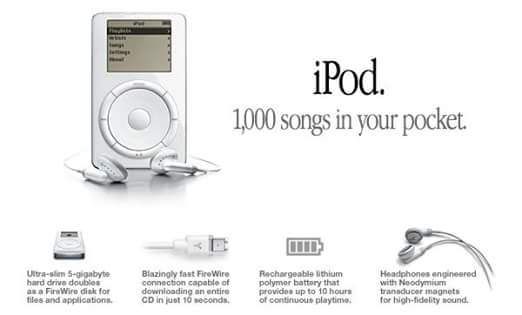 iPod
Playlists
Artists
Songs
Settings
About
iPod.
1,000 songs in your pocket.
Ultra-slim 5-gigabyte
hard drive doubles
as a FireWire disk for
files and applications.
Blazingly fast FireWire
connection capable of
downloading an entire
CD in just 10 seconds.
Rechargeable lithium
polymer battery that
provides up to 10 hours
of continuous playtime.
Headphones engineered
with Neodymium
transducer magnets
for high-fidelity sound.